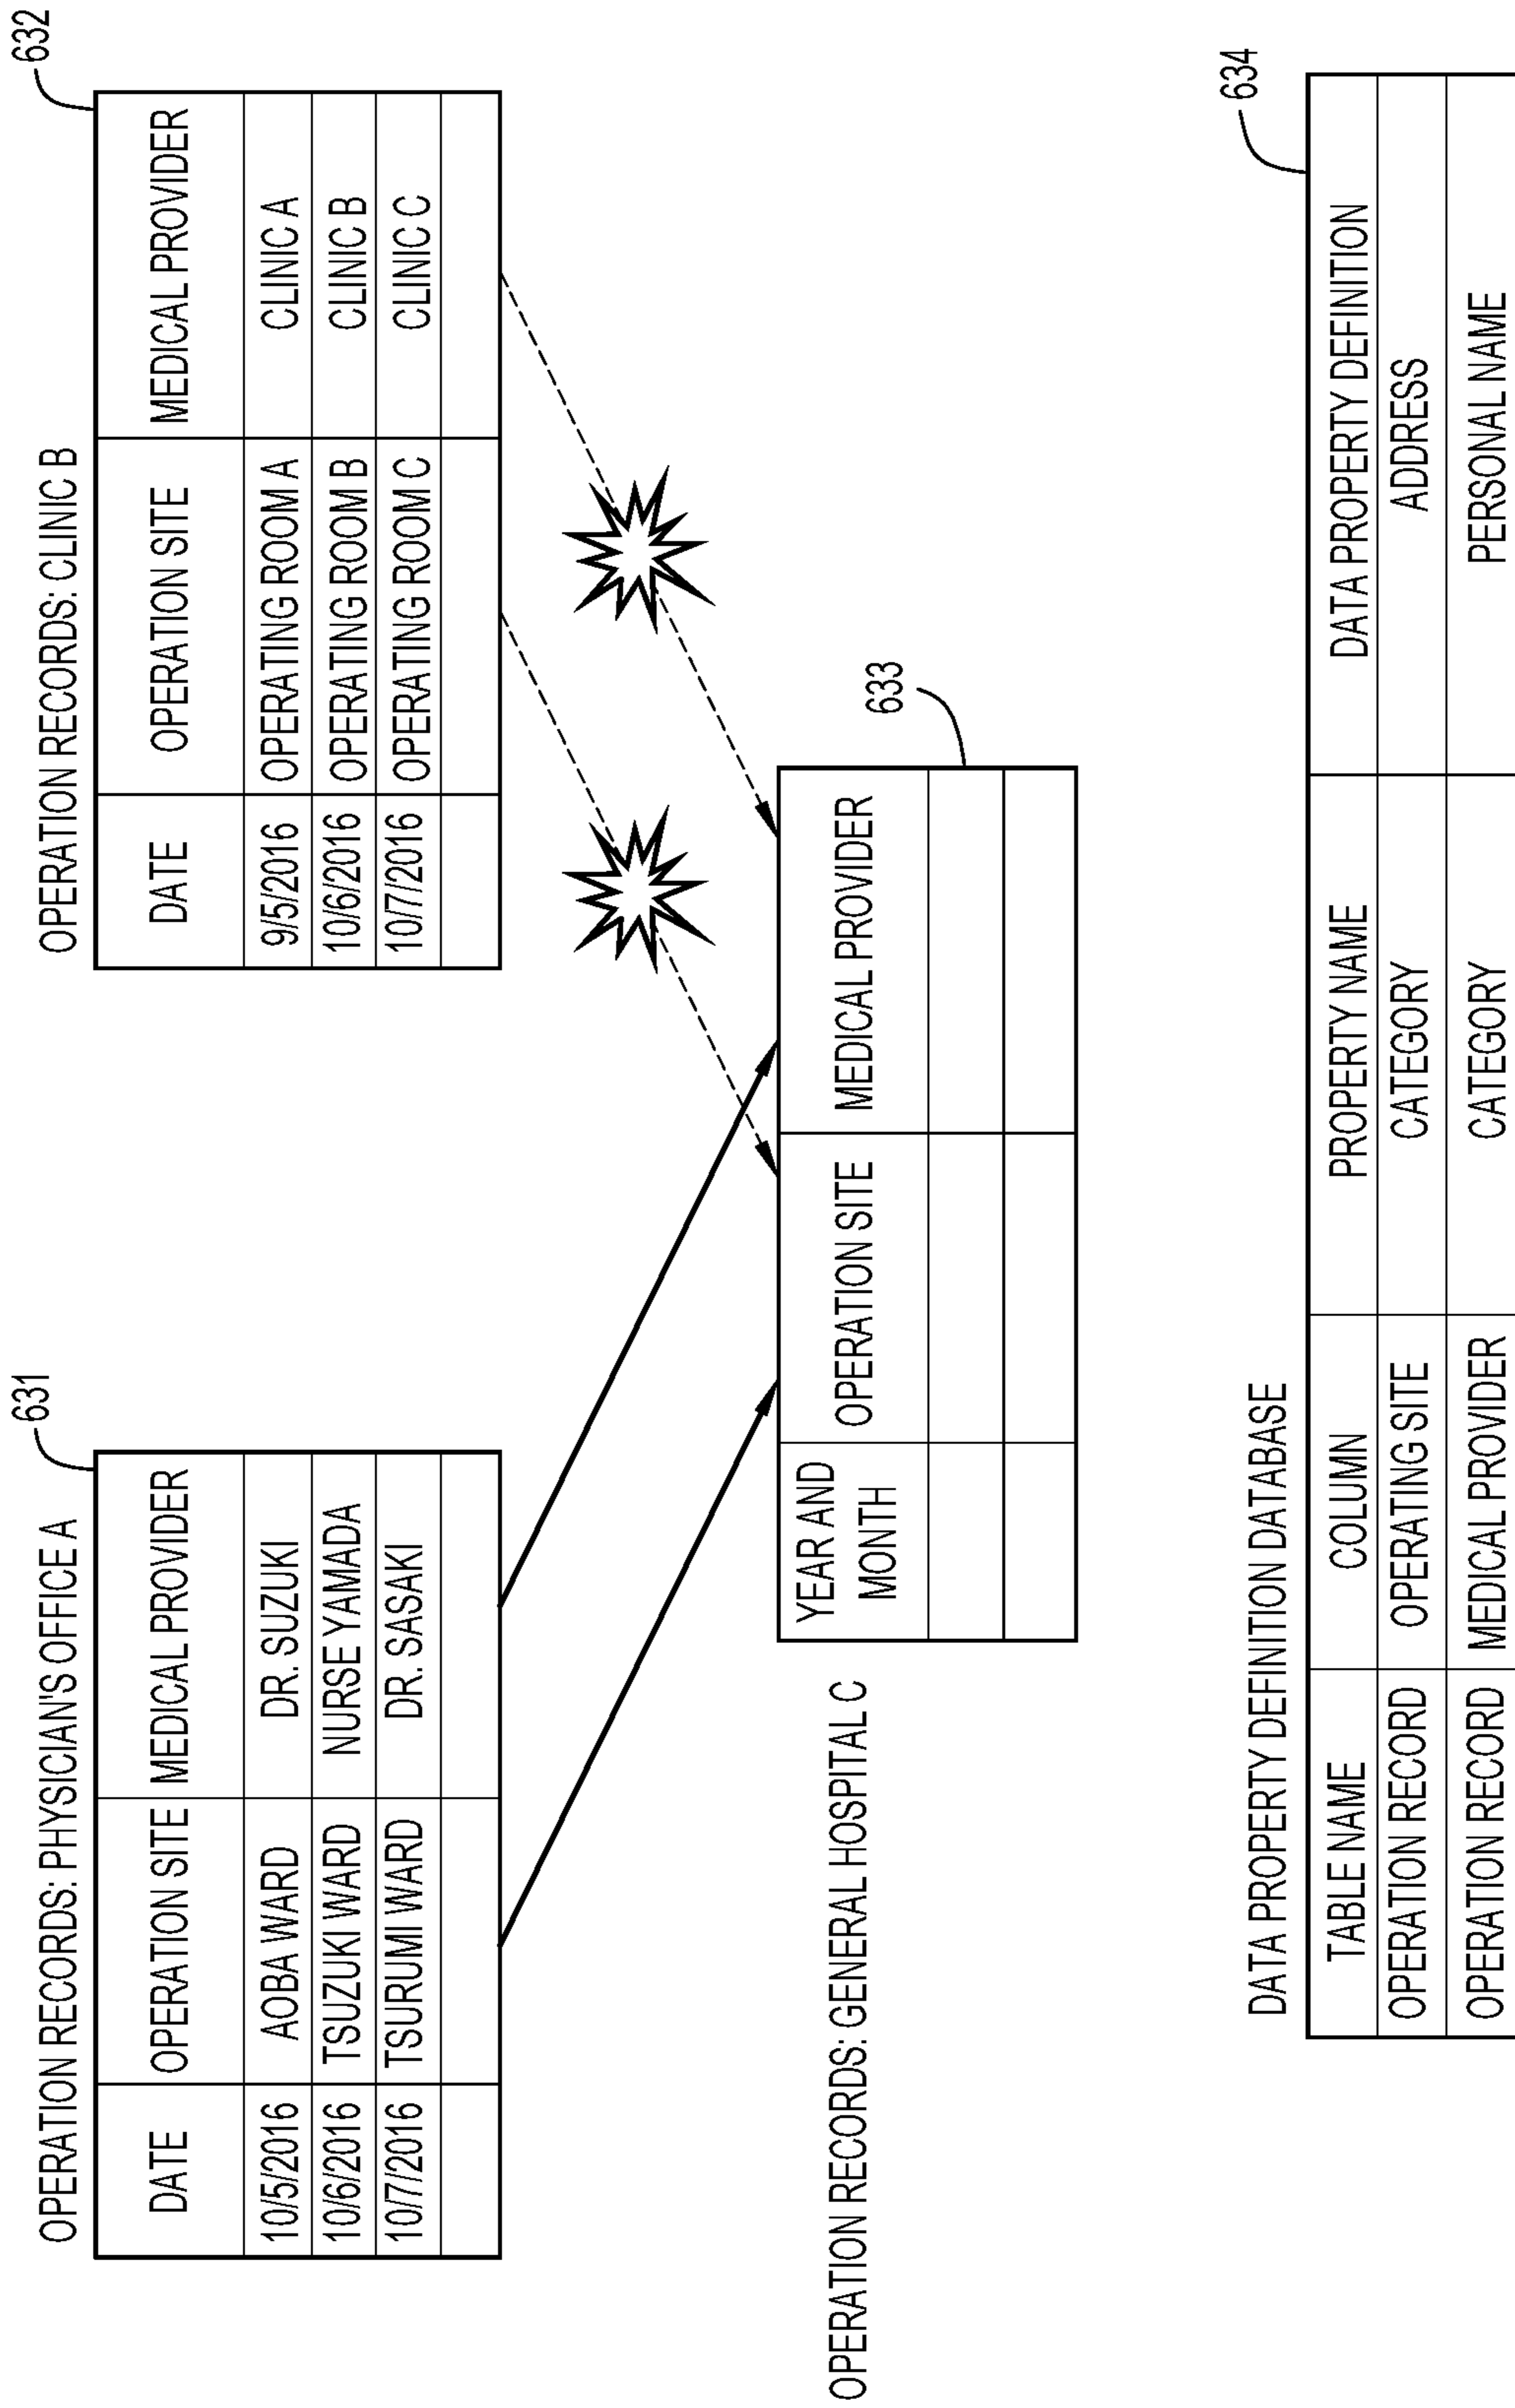 OPERATION RECORDS: PHYSICIAN'S OFFICE A
631
DATE OPERATION SITE MEDICAL PROVIDER
10/5/2016 AOBA WARD DR. SUZUKI
10/6/2016 TSUZUKI WARD NURSE YAMADA
10/7/2016 TSURUMI WARD DR. SASAKI
OPERATION RECORDS: CLINIC B
632
DATE OPERATION SITE MEDICAL PROVIDER
9/5/2016 OPERATING ROOM A CLINIC A
10/6/2016 OPERATING ROOM B CLINIC B
10/7/2016 OPERATING ROOM C CLINIC C
OPERATION RECORDS: GENERAL HOSPITAL C
633
YEAR AND
MONTH
OPERATION SITE MEDICAL PROVIDER
DATA PROPERTY DEFINITION DATABASE
634
TABLE NAME COLUMN PROPERTY NAME DATA PROPERTY DEFINITION
OPERATION RECORD OPERATING SITE CATEGORY ADDRESS
OPERATION RECORD MEDICAL PROVIDER CATEGORY PERSONAL NAME